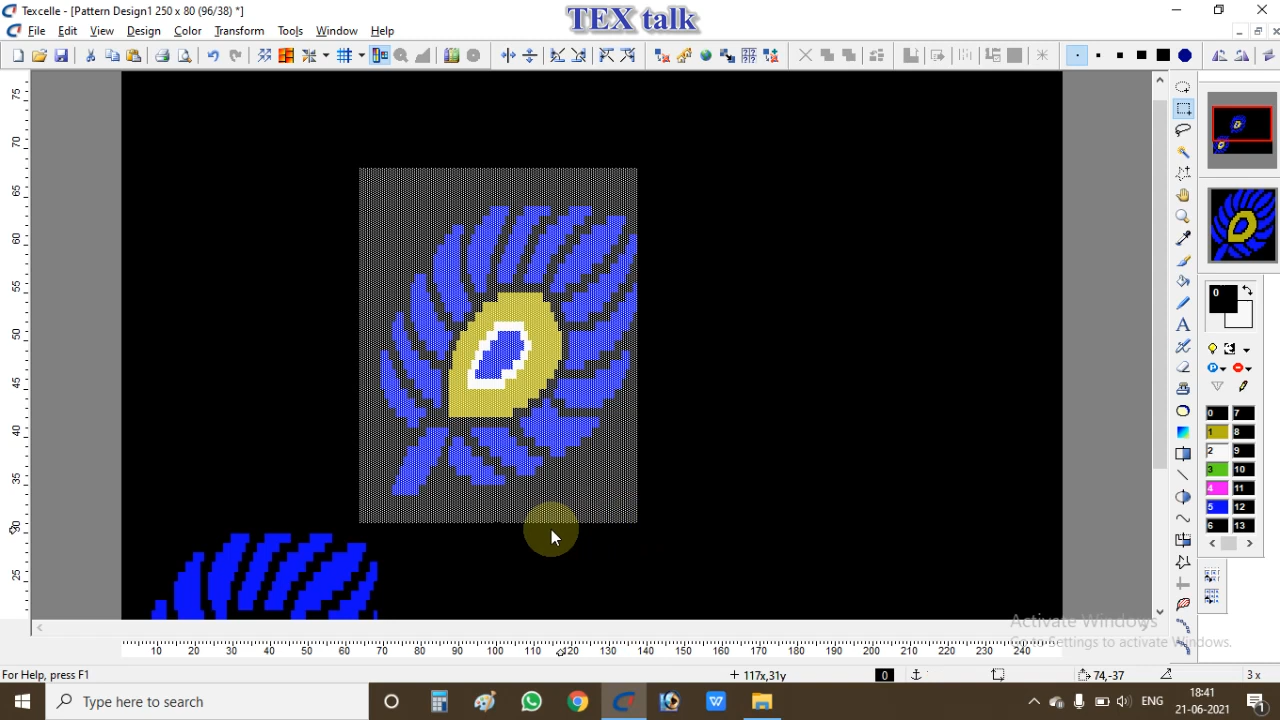 Texcelle - [Pattern Design1 250 x 80 (96/38) *]
TEX talk
File Edit View Design Color Transform Tools Window Help
75
70
65
60
55
50
45
40
35
30
25
0
0 7
1 8
2 9
3 10
4 11
5 12
6 13
Activate Windows
Go to Settings to activate Windows.
10 20 30 40 50 60 70 80 90 100 110 120 130 140 150 160 170 180 190 200 210 220 230 240
For Help, press F1
117x,31y
0
74,-37
3 x
Type here to search
ENG
18:41
21-06-2021
1